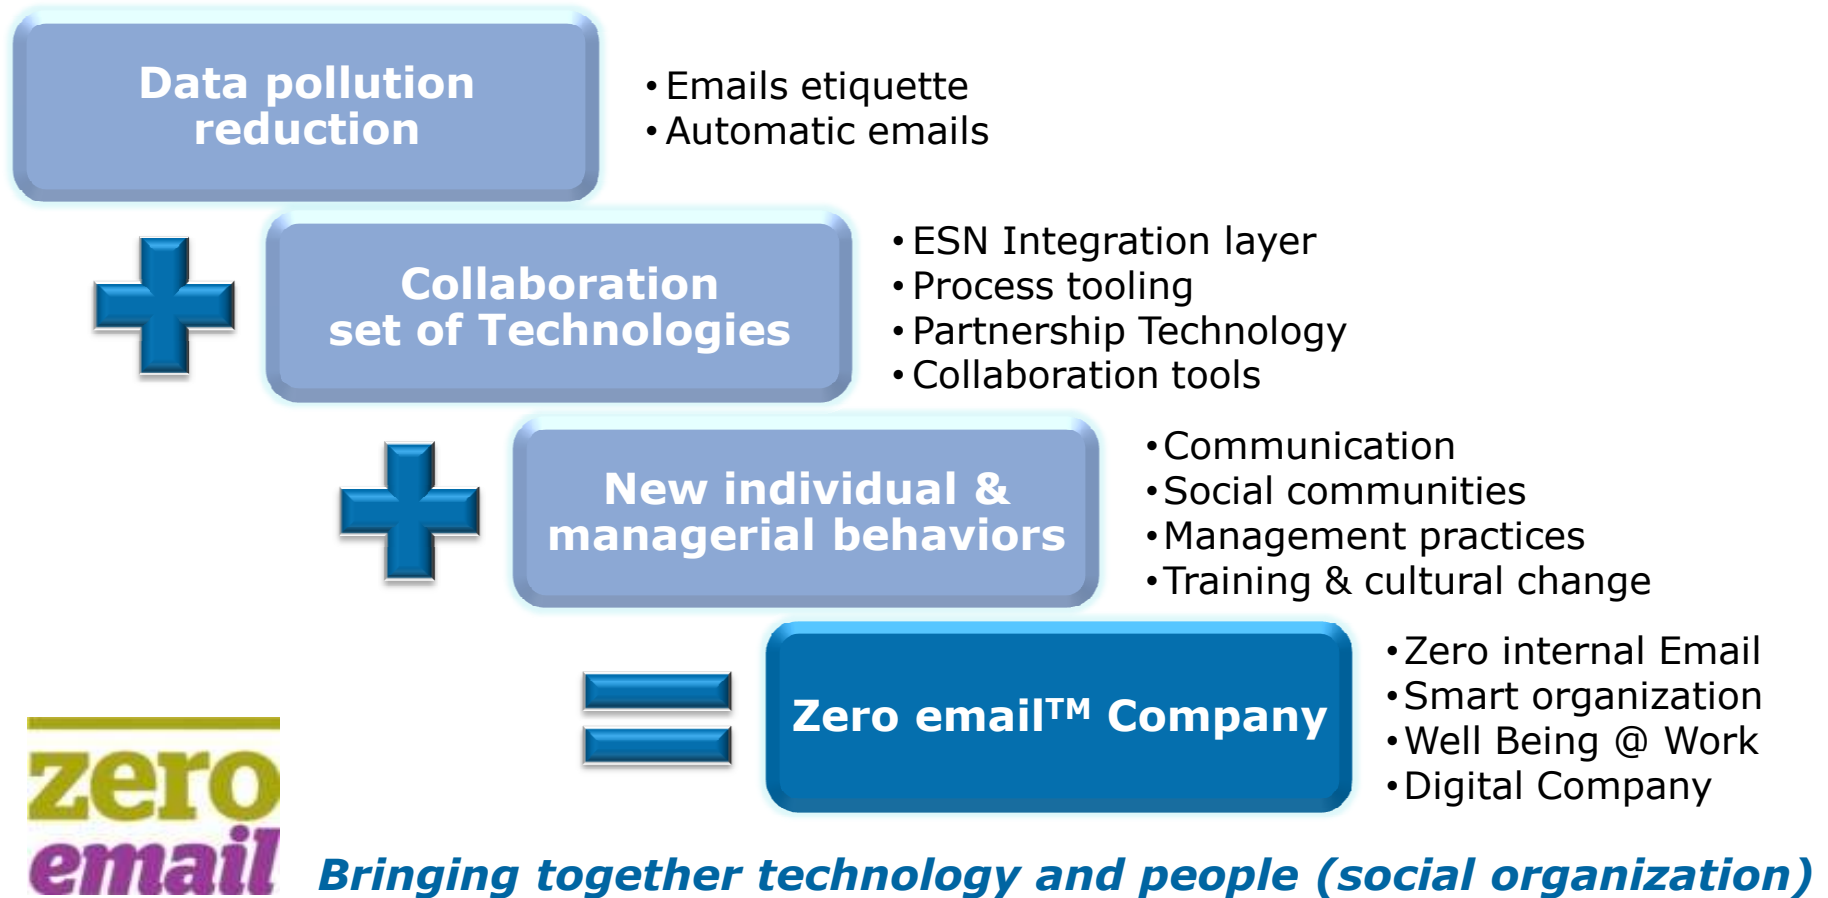 Data pollution
reduction
• Emails etiquette
• Automatic emails
Collaboration
set of Technologies
• ESN Integration layer
• Process tooling
• Partnership Technology
• Collaboration tools
New individual &
managerial behaviors
• Communication
• Social communities
• Management practices
• Training & cultural change
Zero email™ Company
• Zero internal Email
• Smart organization
• Well Being @ Work
• Digital Company
zero
email
Bringing together technology and people (social organization)